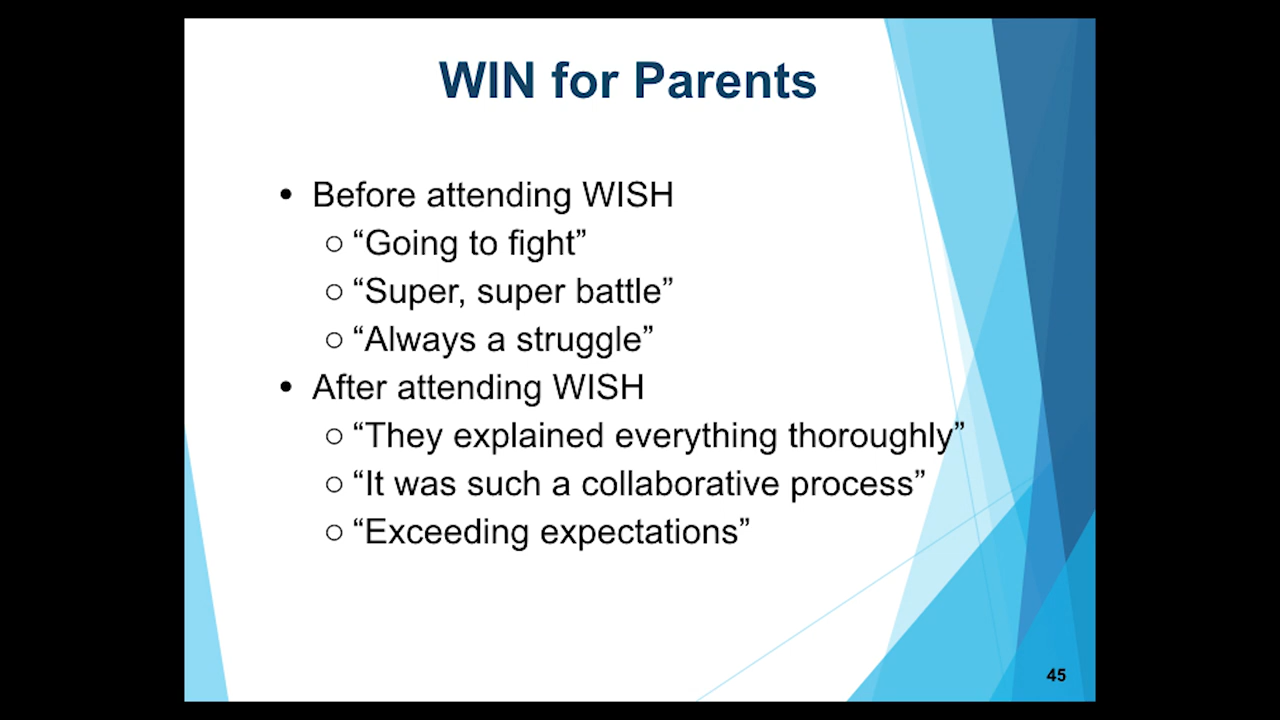 WIN for Parents
• Before attending WISH
○ “Going to fight”
○ “Super, super battle”
○ “Always a struggle”
• After attending WISH
○ “They explained everything thoroughly”
○ “It was such a collaborative process”
○ “Exceeding expectations”
45